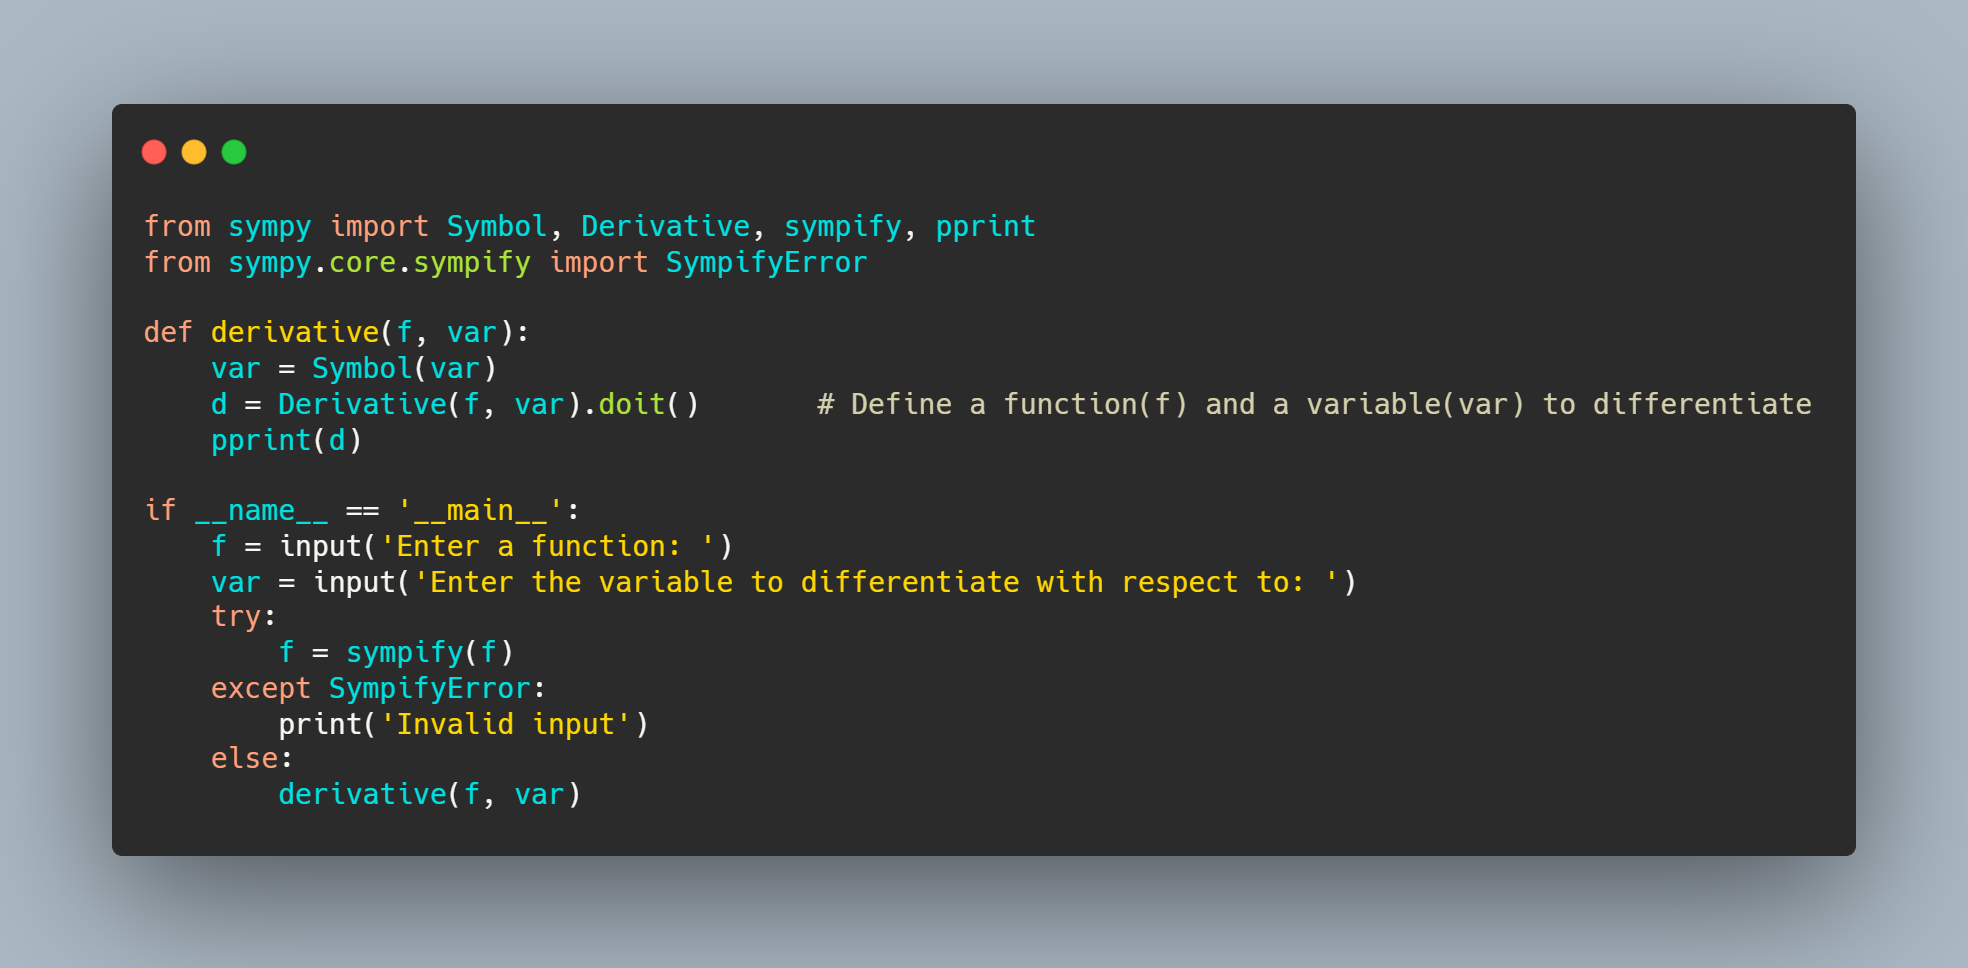 from sympy import Symbol, Derivative, sympify, pprint
from sympy.core.sympify import SympifyError

def derivative(f, var):
    var = Symbol(var)
    d = Derivative(f, var).doit()       # Define a function(f) and a variable(var) to differentiate
    pprint(d)

if __name__ == '__main__':
    f = input('Enter a function: ')
    var = input('Enter the variable to differentiate with respect to: ')
    try:
        f = sympify(f)
    except SympifyError:
        print('Invalid input')
    else:
        derivative(f, var)